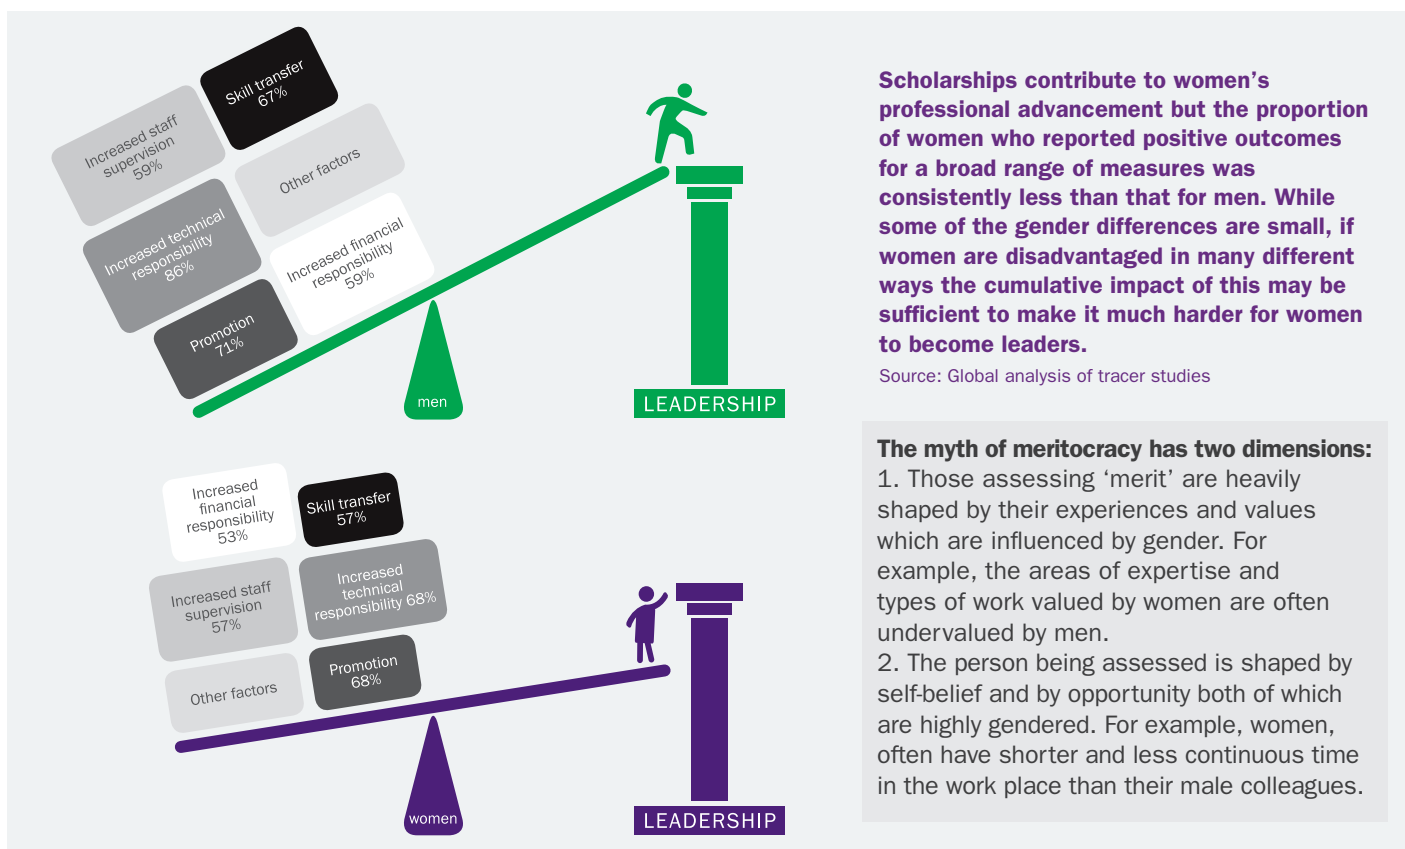 Skill transfer
67%
Increased staff
supervision
59%
Other factors
Increased technical
responsibility
86%
Increased financial
responsibility
59%
Promotion
71%
men
LEADERSHIP
Increased
financial
responsibility
53%
Skill transfer
57%
Increased staff
supervision
57%
Increased
technical
responsibility 68%
Other factors
Promotion
68%
women
LEADERSHIP
Scholarships contribute to women’s
professional advancement but the proportion
of women who reported positive outcomes
for a broad range of measures was
consistently less than that for men. While
some of the gender differences are small, if
women are disadvantaged in many different
ways the cumulative impact of this may be
sufficient to make it much harder for women
to become leaders.
Source: Global analysis of tracer studies
The myth of meritocracy has two dimensions:
1. Those assessing ‘merit’ are heavily
shaped by their experiences and values
which are influenced by gender. For
example, the areas of expertise and
types of work valued by women are often
undervalued by men.
2. The person being assessed is shaped by
self-belief and by opportunity both of which
are highly gendered. For example, women,
often have shorter and less continuous time
in the work place than their male colleagues.